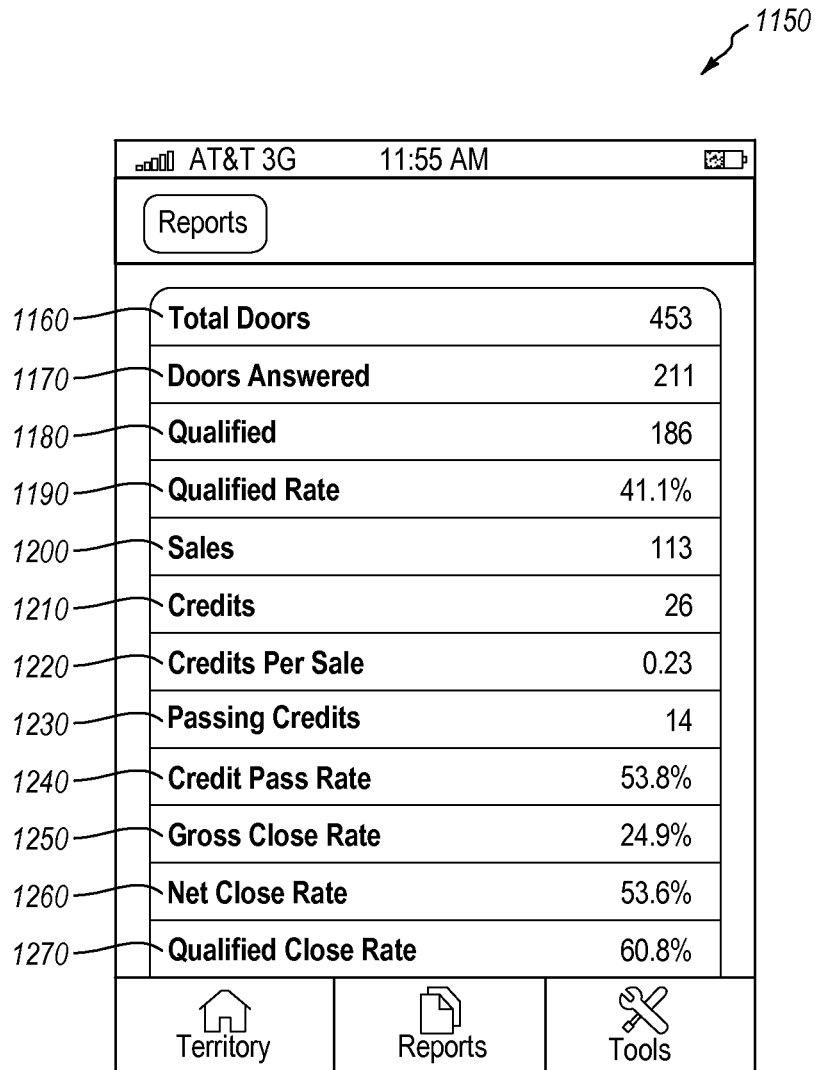 1150
AT&T 3G 11:55 AM
Reports
1160 Total Doors 453
1170 Doors Answered 211
1180 Qualified 186
1190 Qualified Rate 41.1%
1200 Sales 113
1210 Credits 26
1220 Credits Per Sale 0.23
1230 Passing Credits 14
1240 Credit Pass Rate 53.8%
1250 Gross Close Rate 24.9%
1260 Net Close Rate 53.6%
1270 Qualified Close Rate 60.8%
Territory Reports Tools